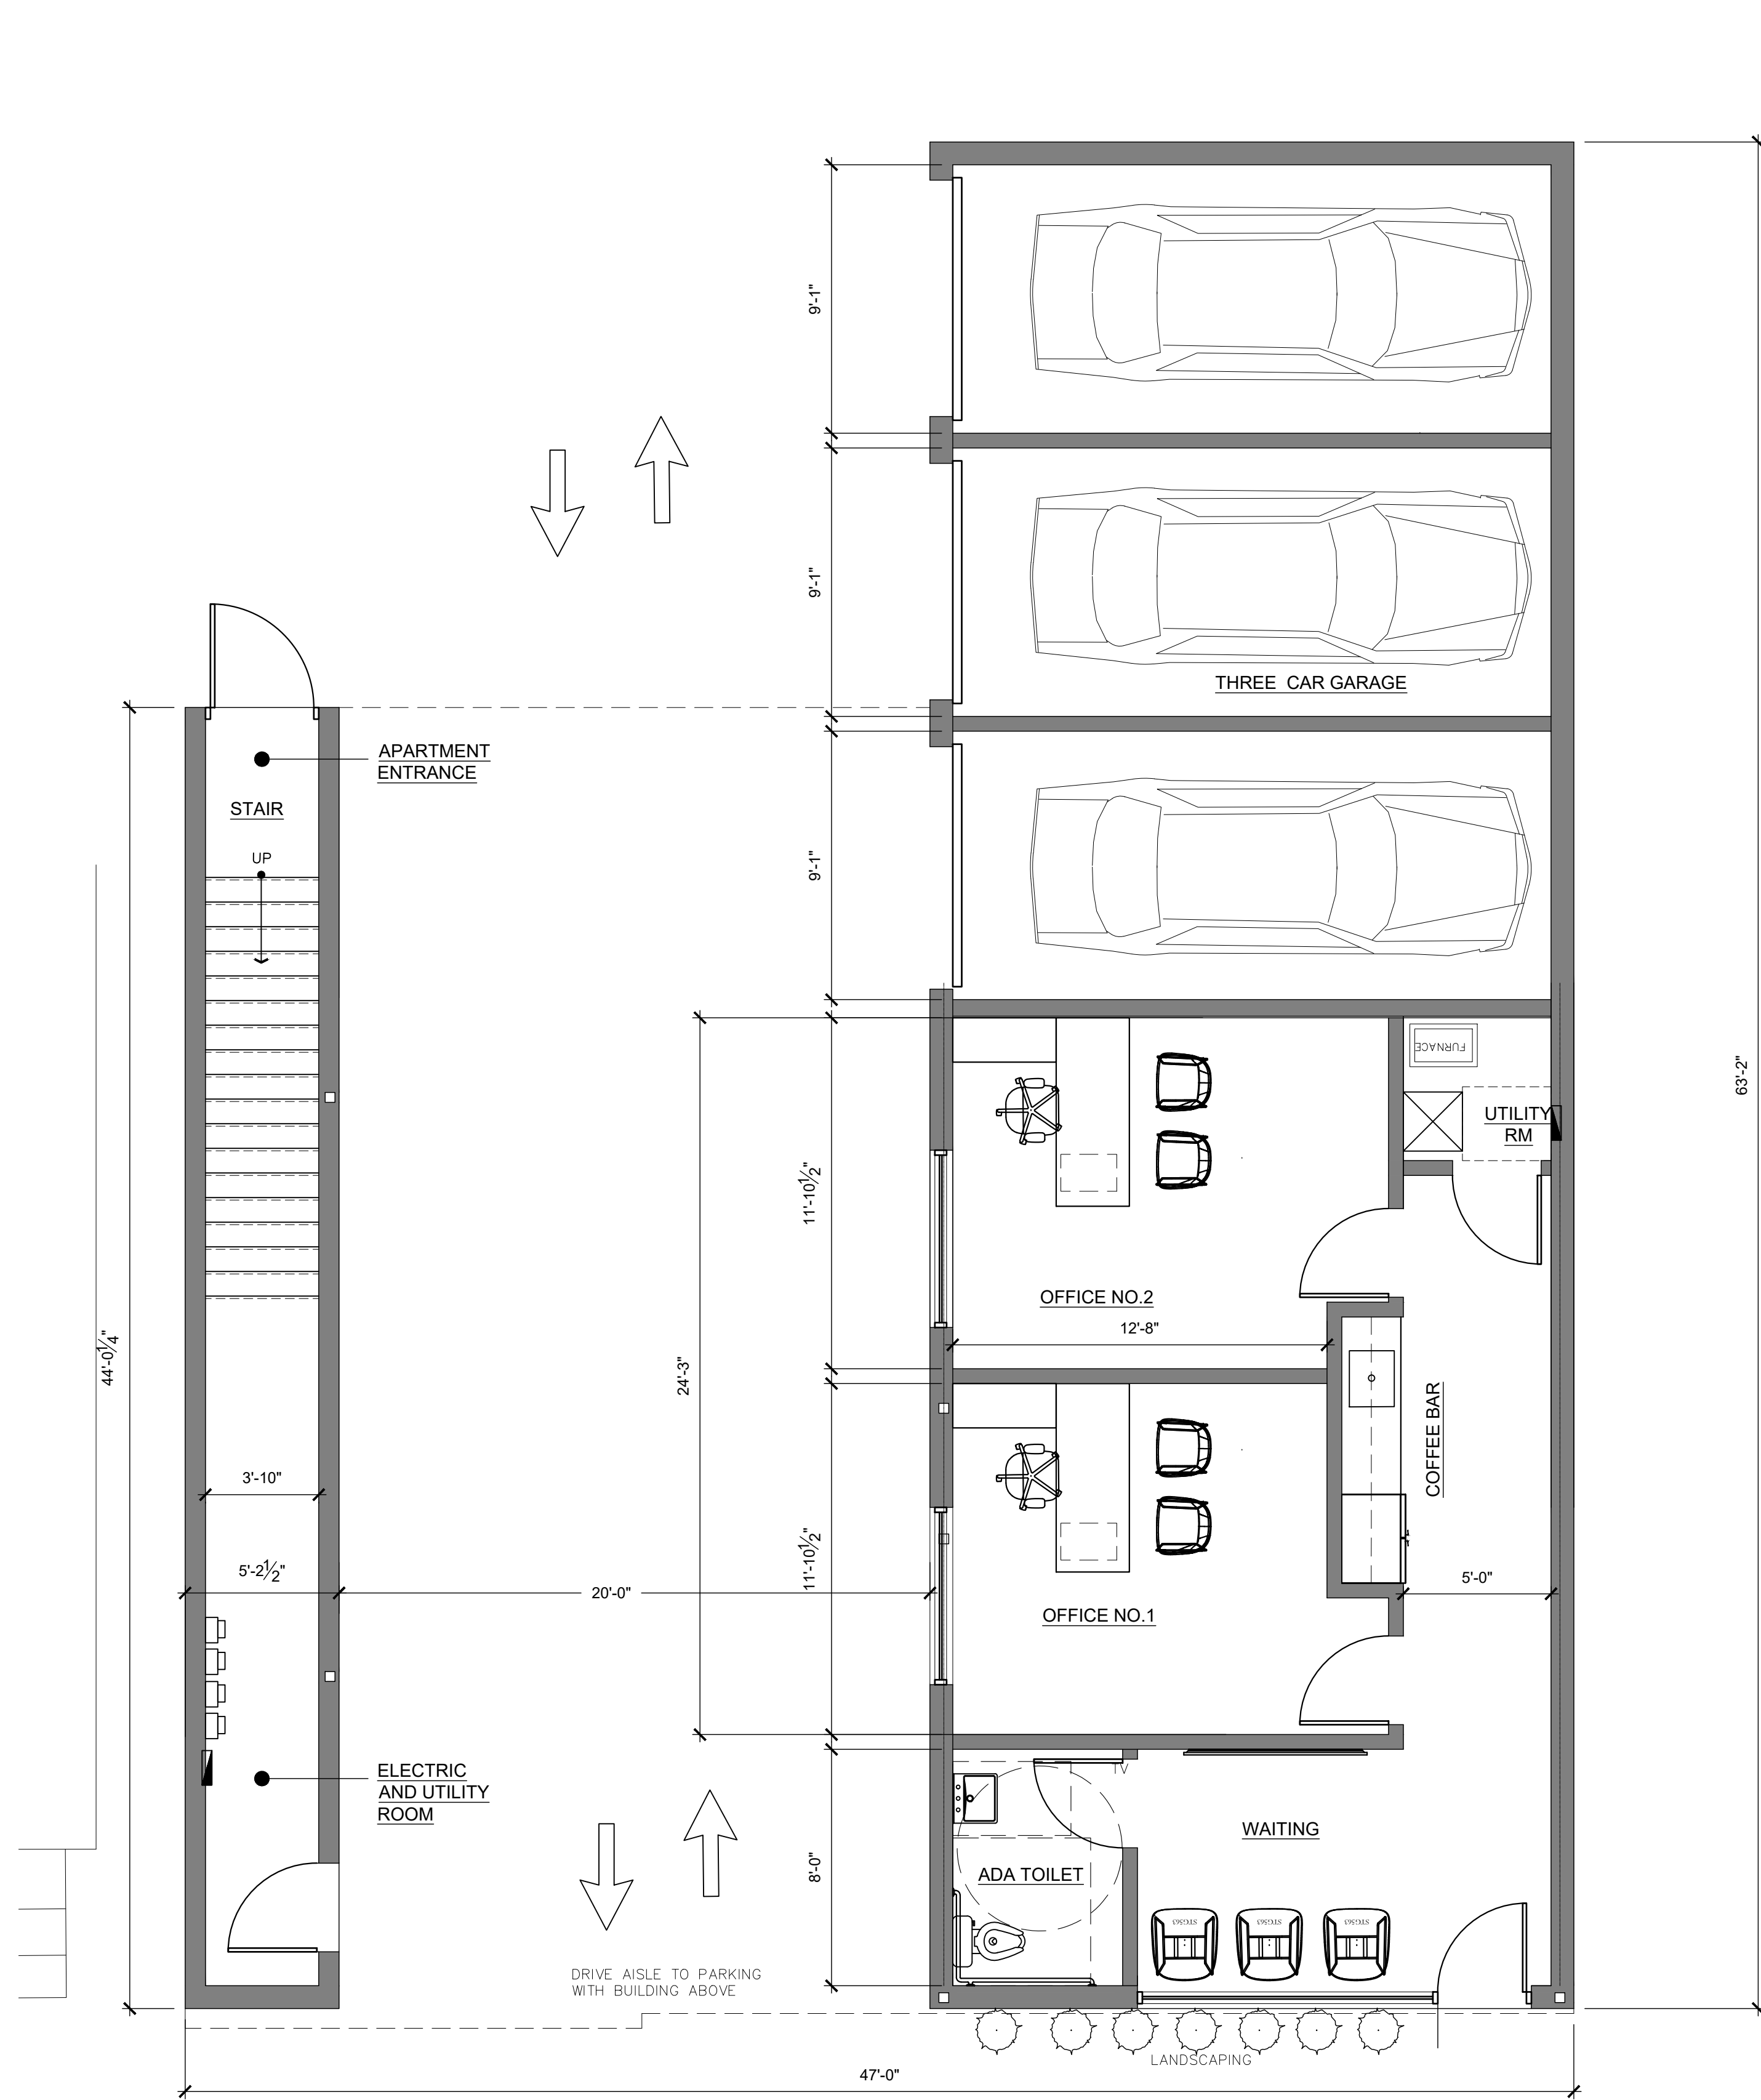 9'-1"
9'-1"
THREE CAR GARAGE
APARTMENT
ENTRANCE
STAIR
UP
9'-1"
FURNACE
UTILITY
RM
63'-2"
11'-10½"
OFFICE NO.2
12'-8"
44'-0¼"
24'-3"
COFFEE BAR
3'-10"
5'-2½"
20'-0"
11'-10½"
5'-0"
OFFICE NO.1
ELECTRIC
AND UTILITY
ROOM
TV
WAITING
8'-0"
ADA TOILET
STG563
STG563
STG563
DRIVE AISLE TO PARKING
WITH BUILDING ABOVE
LANDSCAPING
47'-0"